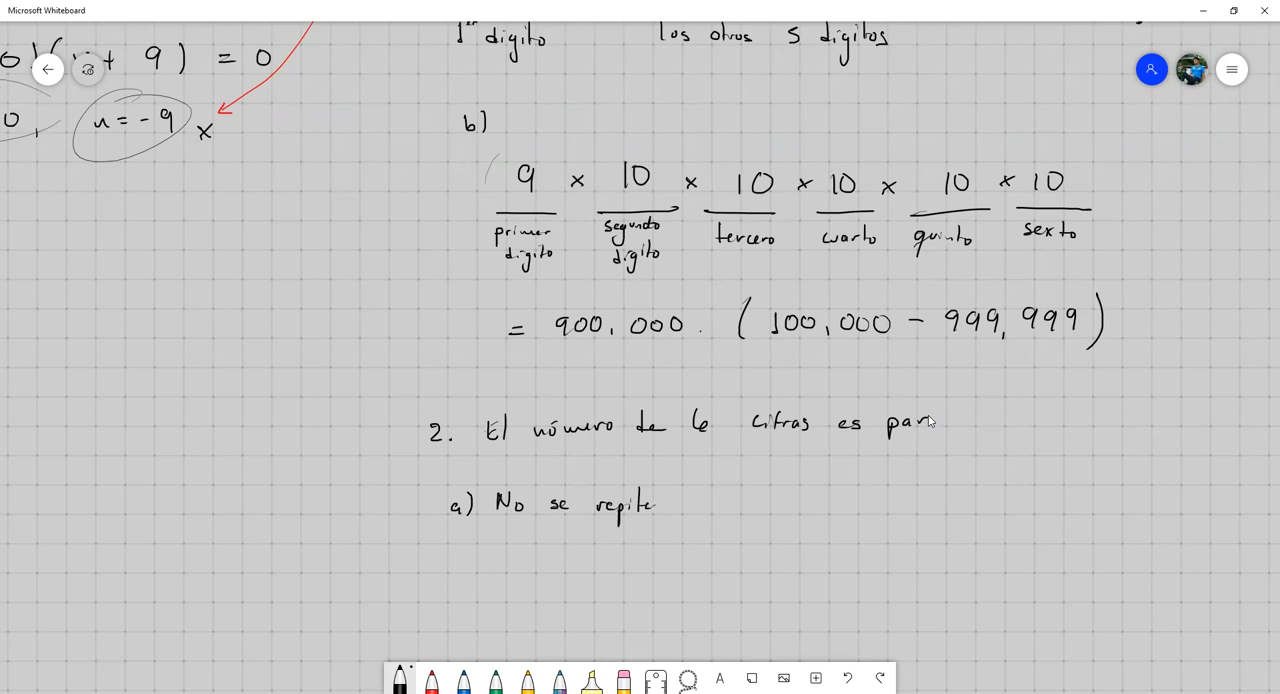 Microsoft Whiteboard
+ 9 ) = 0
0, u = - 9 x
1er dígito los otros 5 dígitos
b)
9 x 10 x 10 x 10 x 10 x 10
primer dígito segundo dígito tercero cuarto quinto sexto
= 900,000. (100,000 - 999,999)
2. El número de 6 cifras es par
a) No se repite